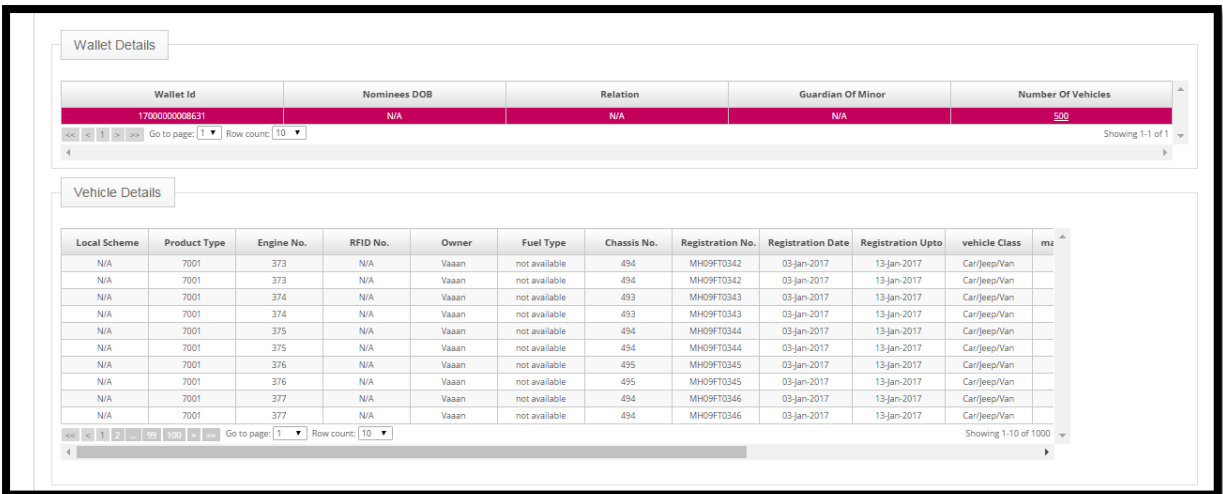 Wallet Details
Wallet Id Nominees DOB Relation Guardian Of Minor Number Of Vehicles
17000000008631 N/A N/A N/A 500
<< < 1 > >> Go to page: 1 Row count: 10 Showing 1-1 of 1
Vehicle Details
Local Scheme Product Type Engine No. RFID No. Owner Fuel Type Chassis No. Registration No. Registration Date Registration Upto vehicle Class ma
N/A 7001 373 N/A Vaaan not available 494 MH09FT0342 03-Jan-2017 13-Jan-2017 Car/Jeep/Van
N/A 7001 373 N/A Vaaan not available 494 MH09FT0342 03-Jan-2017 13-Jan-2017 Car/Jeep/Van
N/A 7001 374 N/A Vaaan not available 493 MH09FT0343 03-Jan-2017 13-Jan-2017 Car/Jeep/Van
N/A 7001 374 N/A Vaaan not available 493 MH09FT0343 03-Jan-2017 13-Jan-2017 Car/Jeep/Van
N/A 7001 375 N/A Vaaan not available 494 MH09FT0344 03-Jan-2017 13-Jan-2017 Car/Jeep/Van
N/A 7001 375 N/A Vaaan not available 494 MH09FT0344 03-Jan-2017 13-Jan-2017 Car/Jeep/Van
N/A 7001 376 N/A Vaaan not available 495 MH09FT0345 03-Jan-2017 13-Jan-2017 Car/Jeep/Van
N/A 7001 376 N/A Vaaan not available 495 MH09FT0345 03-Jan-2017 13-Jan-2017 Car/Jeep/Van
N/A 7001 377 N/A Vaaan not available 494 MH09FT0346 03-Jan-2017 13-Jan-2017 Car/Jeep/Van
N/A 7001 377 N/A Vaaan not available 494 MH09FT0346 03-Jan-2017 13-Jan-2017 Car/Jeep/Van
<< < 1 2 ... 99 100 > >> Go to page: 1 Row count: 10 Showing 1-10 of 1000